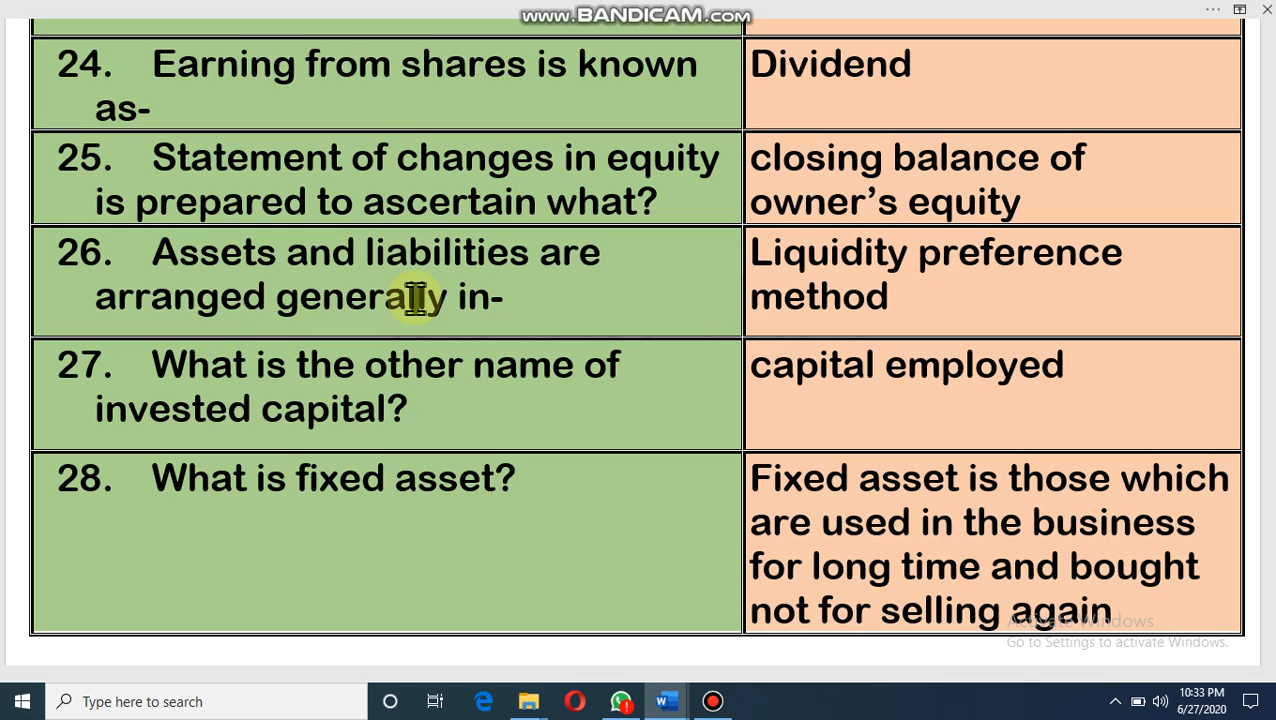 www.BANDICAM.com
24. Earning from shares is known
as-
Dividend
25. Statement of changes in equity
is prepared to ascertain what?
closing balance of
owner’s equity
26. Assets and liabilities are
arranged generally in-
Liquidity preference
method
27. What is the other name of
invested capital?
capital employed
28. What is fixed asset?
Fixed asset is those which
are used in the business
for long time and bought
not for selling again
Activate Windows
Go to Settings to activate Windows.
Type here to search
10:33 PM
6/27/2020